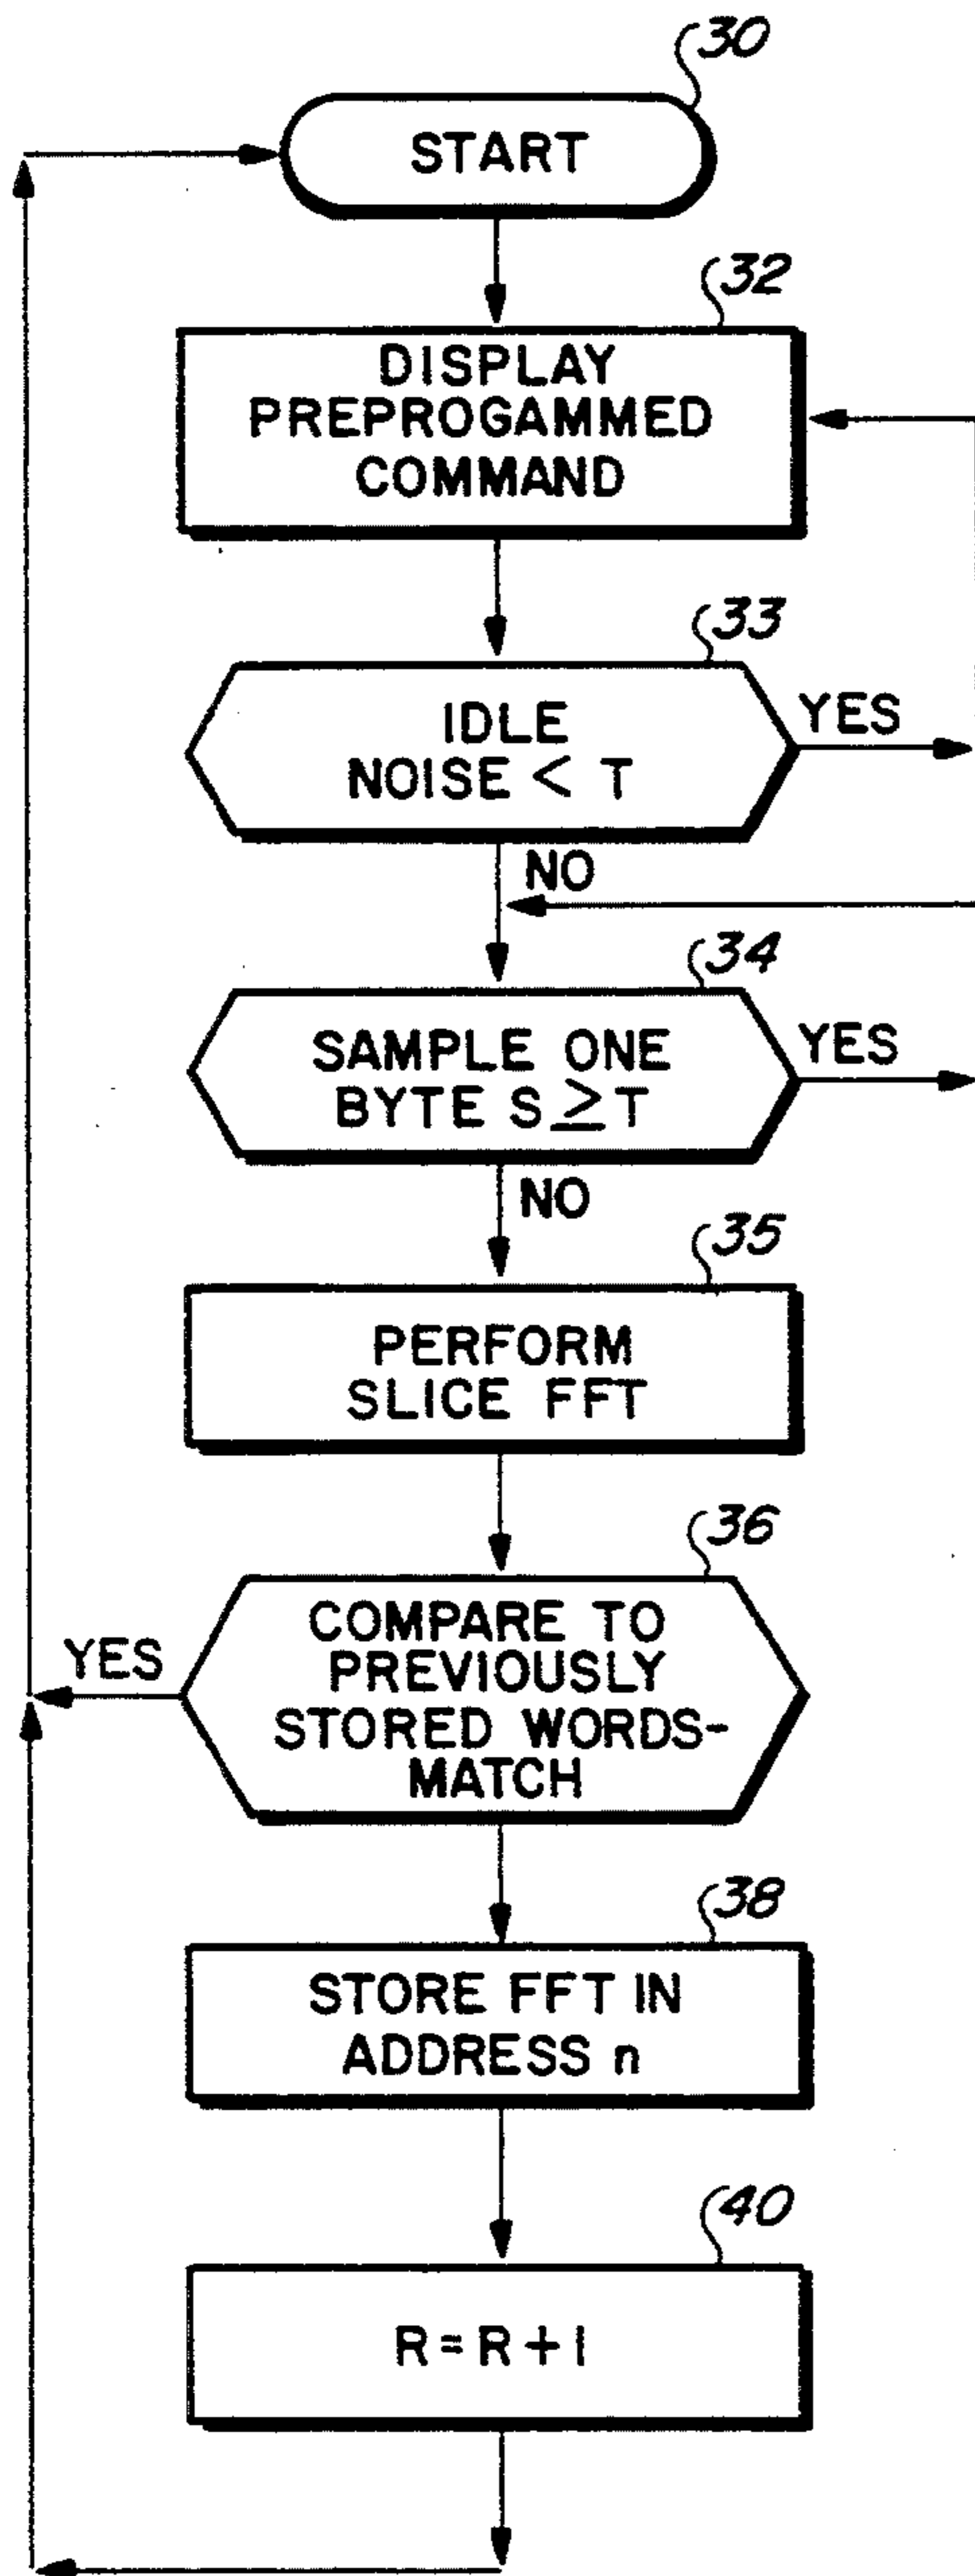 30
START
32
DISPLAY
PREPROGAMMED
COMMAND
33
IDLE
NOISE < T
YES
NO
34
SAMPLE ONE
BYTE S ≥ T
YES
NO
35
PERFORM
SLICE FFT
36
COMPARE TO
PREVIOUSLY
STORED WORDS-
MATCH
YES
38
STORE FFT IN
ADDRESS n
40
R = R + 1